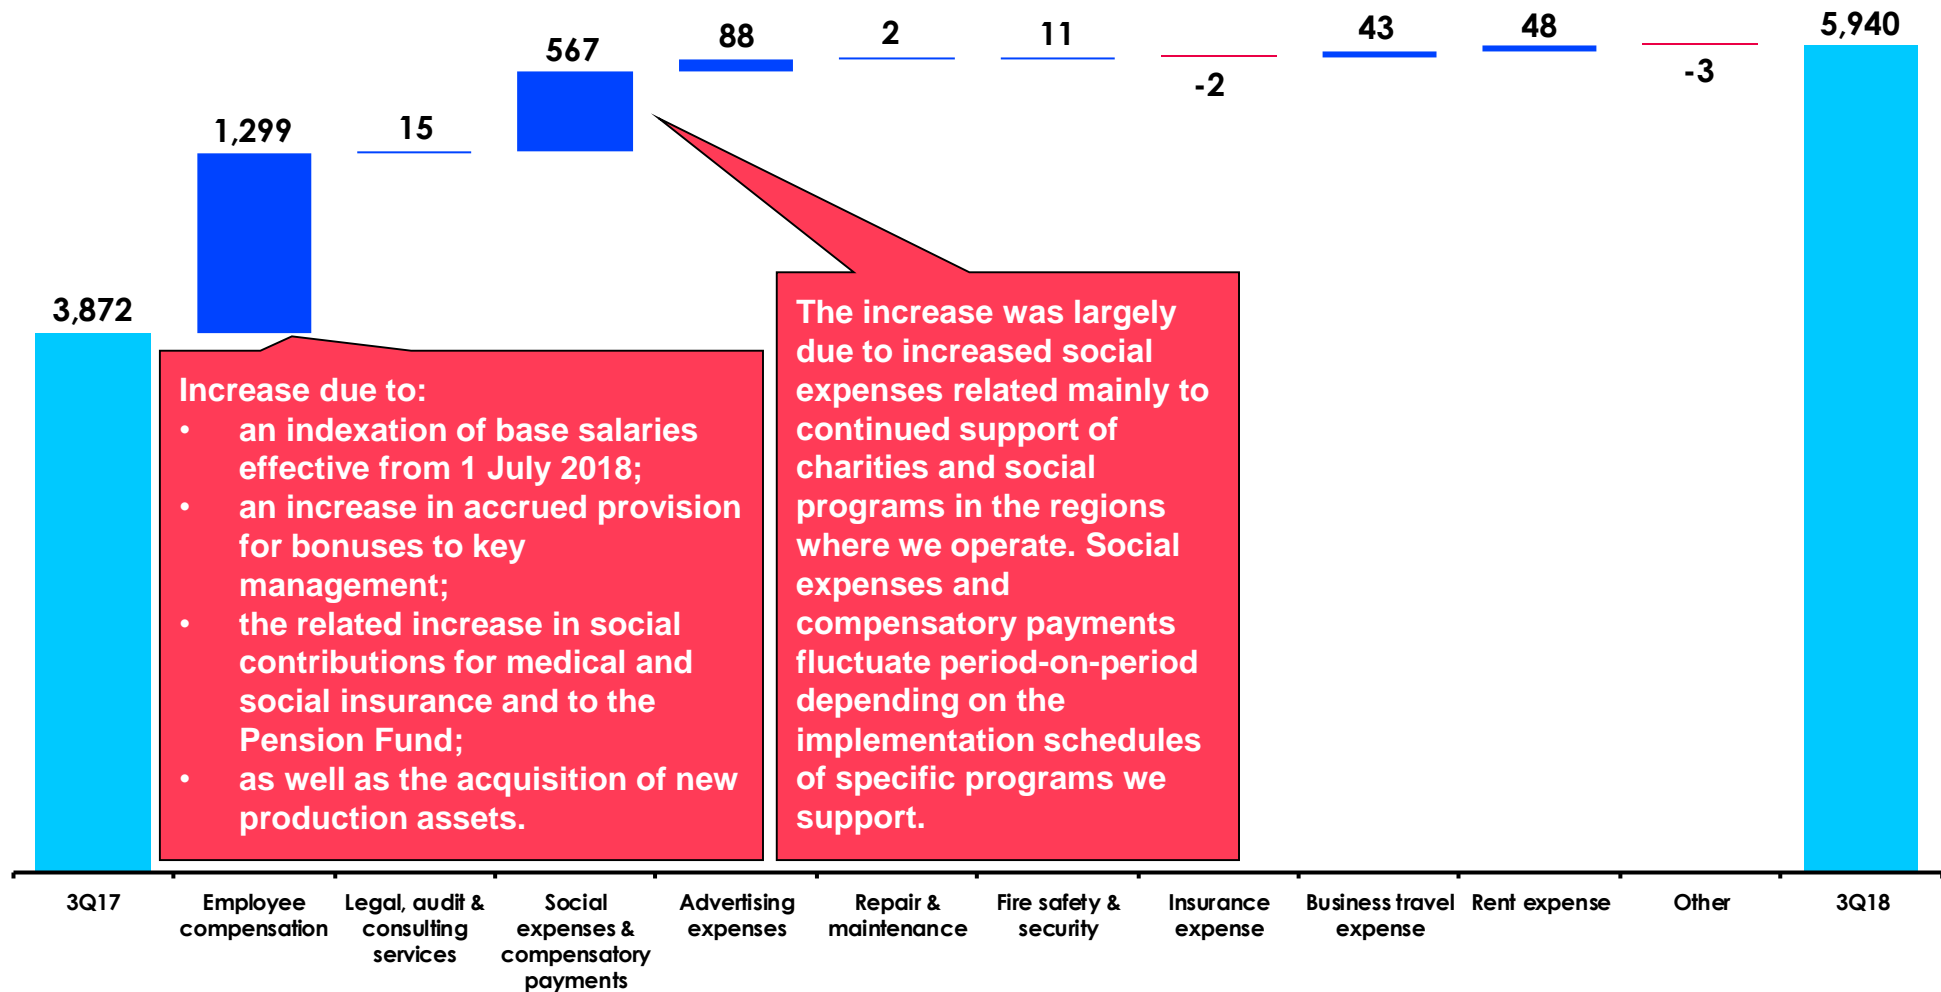 3,872
1,299
15
567
88
2
11
-2
43
48
-3
5,940
Increase due to:
• an indexation of base salaries
effective from 1 July 2018;
• an increase in accrued provision
for bonuses to key
management;
• the related increase in social
contributions for medical and
social insurance and to the
Pension Fund;
• as well as the acquisition of new
production assets.
The increase was largely
due to increased social
expenses related mainly to
continued support of
charities and social
programs in the regions
where we operate. Social
expenses and
compensatory payments
fluctuate period-on-period
depending on the
implementation schedules
of specific programs we
support.
3Q17
Employee
compensation
Legal, audit &
consulting
services
Social
expenses &
compensatory
payments
Advertising
expenses
Repair &
maintenance
Fire safety &
security
Insurance
expense
Business travel
expense
Rent expense
Other
3Q18